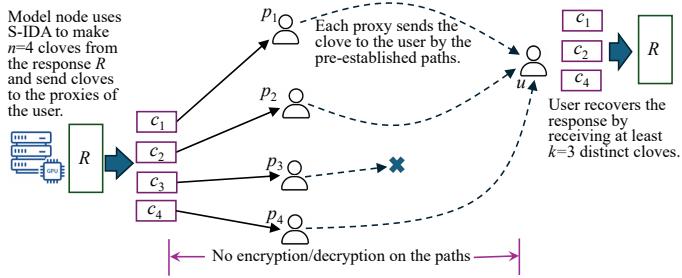 Model node uses
S-IDA to make
n=4 cloves from
the response R
and send cloves
to the proxies of
the user.
GPU
R
c1
c2
c3
c4
p1
p2
p3
p4
Each proxy sends the
clove to the user by the
pre-established paths.
u
c1
c2
c4
R
User recovers the
response by
receiving at least
k=3 distinct cloves.
No encryption/decryption on the paths